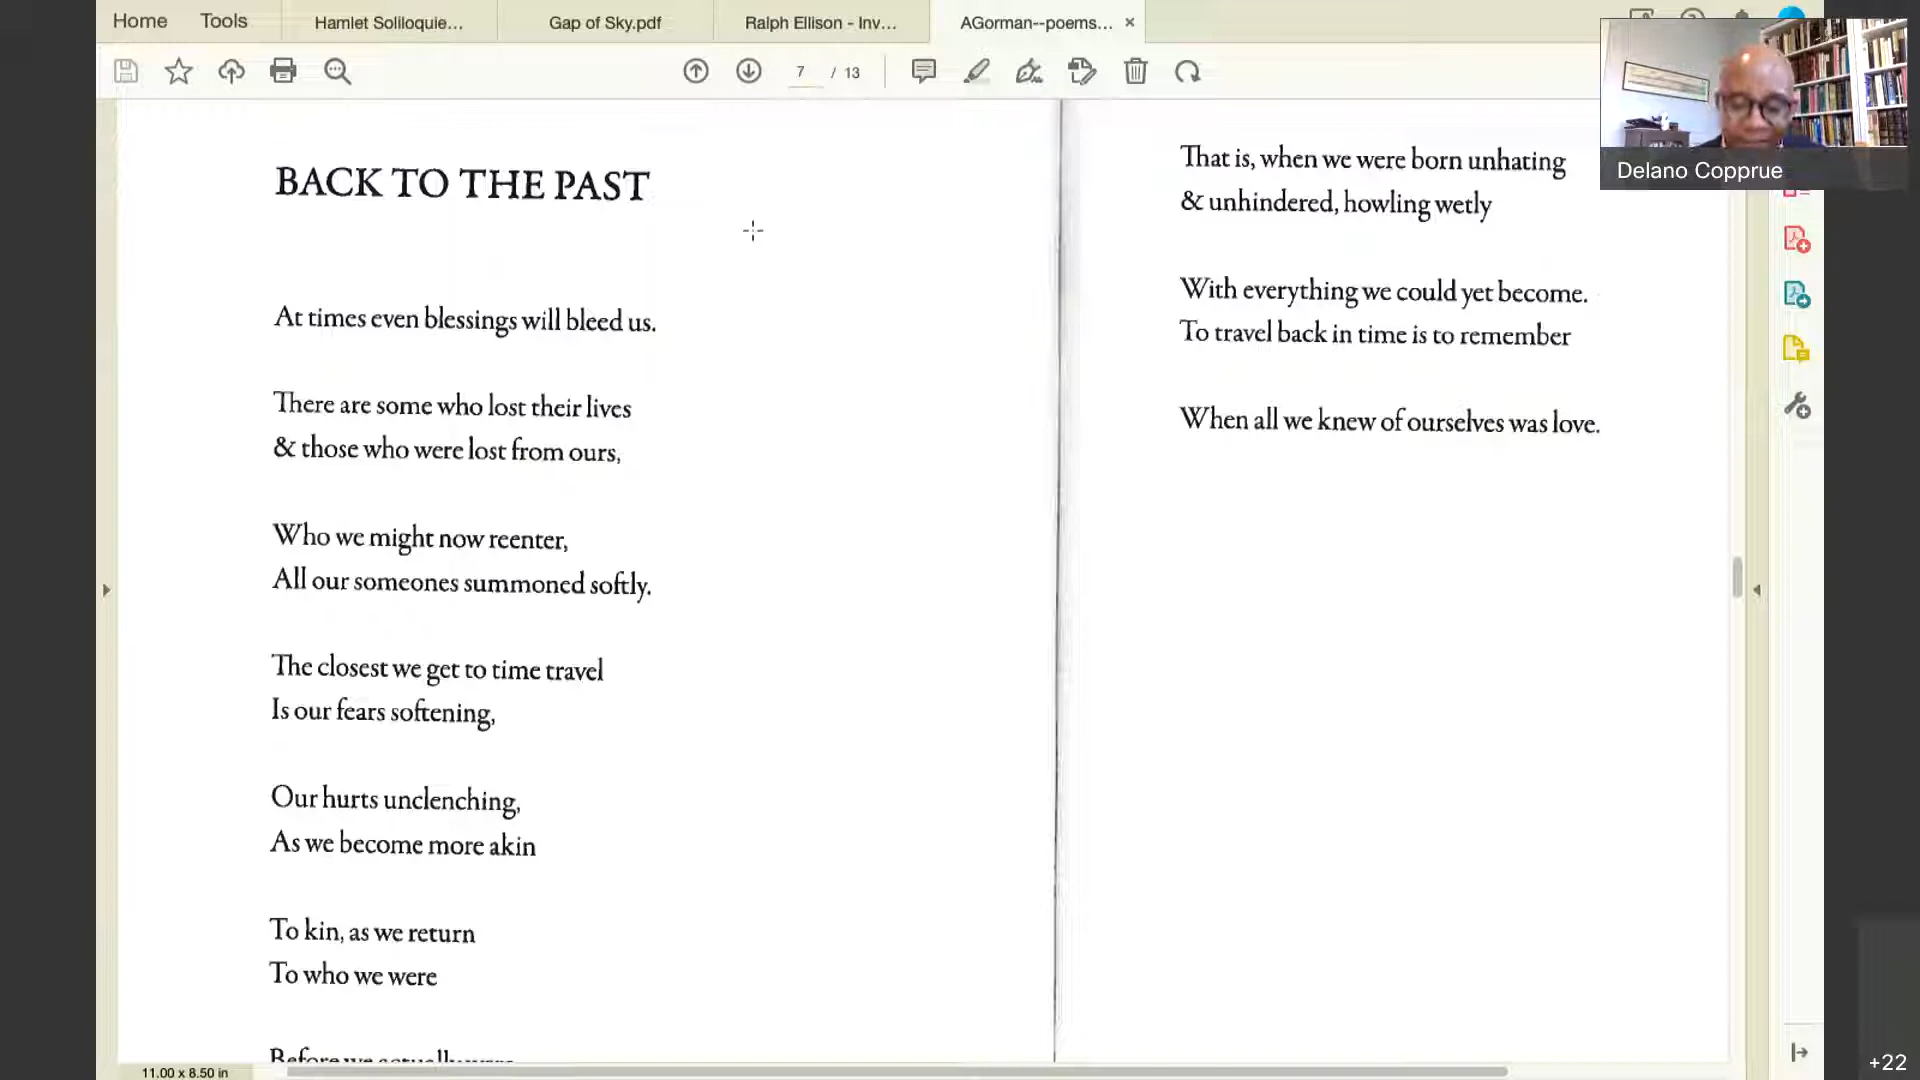 Home Tools Hamlet Soliloquie... Gap of Sky.pdf Ralph Ellison - Inv... AGorman--poems... ×
7 / 13
Delano Copprue
BACK TO THE PAST
At times even blessings will bleed us.
There are some who lost their lives
& those who were lost from ours,
Who we might now reenter,
All our someones summoned softly.
The closest we get to time travel
Is our fears softening,
Our hurts unclenching,
As we become more akin
To kin, as we return
To who we were
Before we actually were
That is, when we were born unhating
& unhindered, howling wetly
With everything we could yet become.
To travel back in time is to remember
When all we knew of ourselves was love.
11.00 x 8.50 in
+22